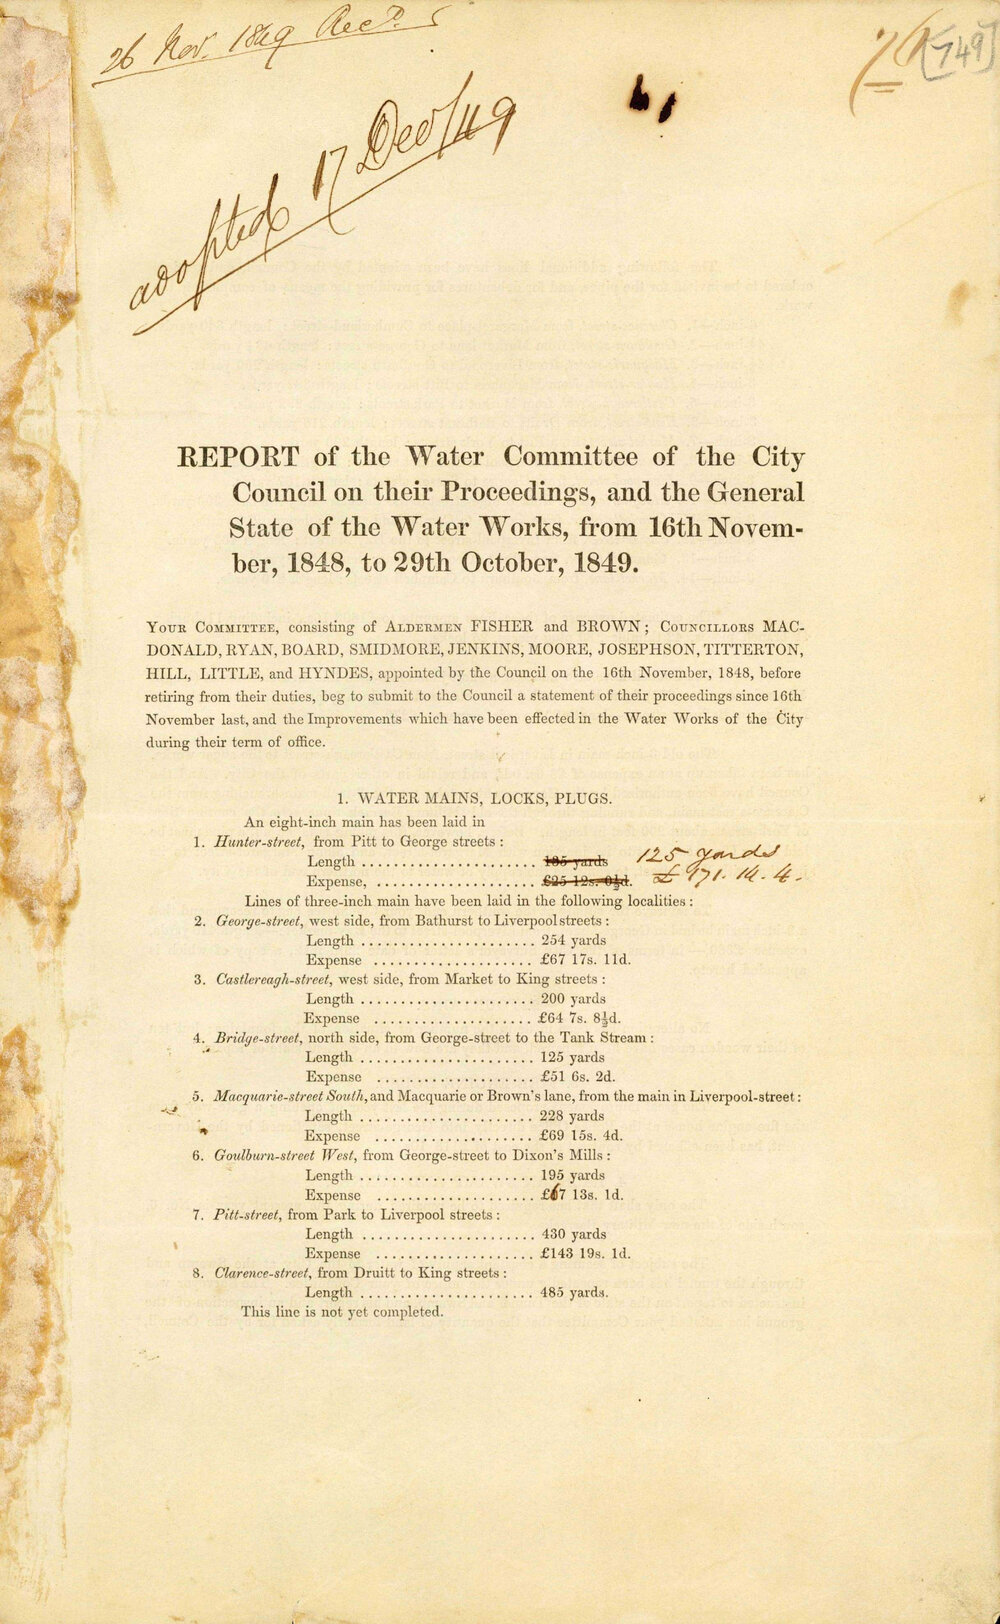 26 Nov. 1849 Recd.
[749]
adopted 17 Dec/49
REPORT of the Water Committee of the City
Council on their Proceedings, and the General
State of the Water Works, from 16th Novem-
ber, 1848, to 29th October, 1849.
YOUR COMMITTEE, consisting of ALDERMEN FISHER and BROWN; COUNCILLORS MAC-
DONALD, RYAN, BOARD, SMIDMORE, JENKINS, MOORE, JOSEPHSON, TITTERTON,
HILL, LITTLE, and HYNDES, appointed by the Council on the 16th November, 1848, before
retiring from their duties, beg to submit to the Council a statement of their proceedings since 16th
November last, and the Improvements which have been effected in the Water Works of the City
during their term of office.
1. WATER MAINS, LOCKS, PLUGS.
An eight-inch main has been laid in
1. Hunter-street, from Pitt to George streets:
Length ...................... 135 yards 125 yards
Expense, .................... £25 12s. 0½d. £171. 14. 4.
Lines of three-inch main have been laid in the following localities:
2. George-street, west side, from Bathurst to Liverpool streets:
Length ...................... 254 yards
Expense .................... £67 17s. 11d.
3. Castlereagh-street, west side, from Market to King streets:
Length ...................... 200 yards
Expense .................... £64 7s. 8½d.
4. Bridge-street, north side, from George-street to the Tank Stream:
Length ...................... 125 yards
Expense .................... £51 6s. 2d.
5. Macquarie-street South, and Macquarie or Brown's lane, from the main in Liverpool-street:
Length ...................... 228 yards
Expense .................... £69 15s. 4d.
6. Goulburn-street West, from George-street to Dixon's Mills:
Length ...................... 195 yards
Expense .................... £67 13s. 1d.
7. Pitt-street, from Park to Liverpool streets:
Length ...................... 430 yards
Expense .................... £143 19s. 1d.
8. Clarence-street, from Druitt to King streets:
Length ...................... 485 yards.
This line is not yet completed.